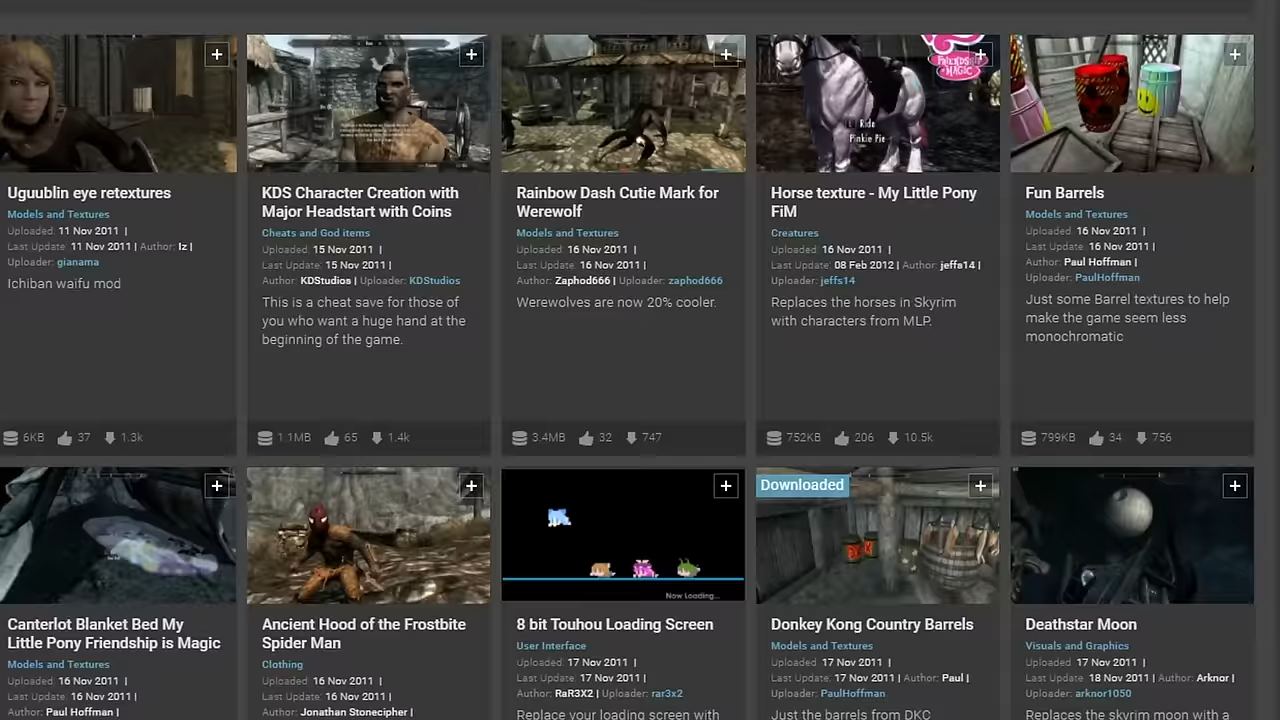 FRIENDSHIP
MAGIC
Ride
Pinkie Pie
Uguublin eye retextures
Models and Textures
Uploaded: 11 Nov 2011 |
Last Update: 11 Nov 2011 | Author: Iz |
Uploader: gianama
Ichiban waifu mod
6KB 37 1.3k
KDS Character Creation with
Major Headstart with Coins
Cheats and God items
Uploaded: 15 Nov 2011 |
Last Update: 15 Nov 2011 |
Author: KDStudios | Uploader: KDStudios
This is a cheat save for those of
you who want a huge hand at the
beginning of the game.
1.1MB 65 1.4k
Rainbow Dash Cutie Mark for
Werewolf
Models and Textures
Uploaded: 16 Nov 2011 |
Last Update: 16 Nov 2011 |
Author: Zaphod666 | Uploader: zaphod666
Werewolves are now 20% cooler.
3.4MB 32 747
Horse texture - My Little Pony
FiM
Creatures
Uploaded: 16 Nov 2011 |
Last Update: 08 Feb 2012 | Author: jeffs14 |
Uploader: jeffs14
Replaces the horses in Skyrim
with characters from MLP.
752KB 206 10.5k
Fun Barrels
Models and Textures
Uploaded: 16 Nov 2011 |
Last Update: 16 Nov 2011 |
Author: Paul Hoffman |
Uploader: PaulHoffman
Just some Barrel textures to help
make the game seem less
monochromatic
799KB 34 756
Canterlot Blanket Bed My
Little Pony Friendship is Magic
Models and Textures
Uploaded: 16 Nov 2011 |
Last Update: 16 Nov 2011 |
Author: Paul Hoffman |
Ancient Hood of the Frostbite
Spider Man
Clothing
Uploaded: 16 Nov 2011 |
Last Update: 16 Nov 2011 |
Author: Jonathan Stonecipher |
Now Loading...
8 bit Touhou Loading Screen
User Interface
Uploaded: 17 Nov 2011 |
Last Update: 17 Nov 2011 |
Author: RaR3X2 | Uploader: rar3x2
Replace your loading screen with
Downloaded
Donkey Kong Country Barrels
Models and Textures
Uploaded: 17 Nov 2011 |
Last Update: 17 Nov 2011 | Author: Paul |
Uploader: PaulHoffman
Just the barrels from DKC
Deathstar Moon
Visuals and Graphics
Uploaded: 17 Nov 2011 |
Last Update: 18 Nov 2011 | Author: Arknor |
Uploader: arknor1050
Replaces the skyrim moon with a